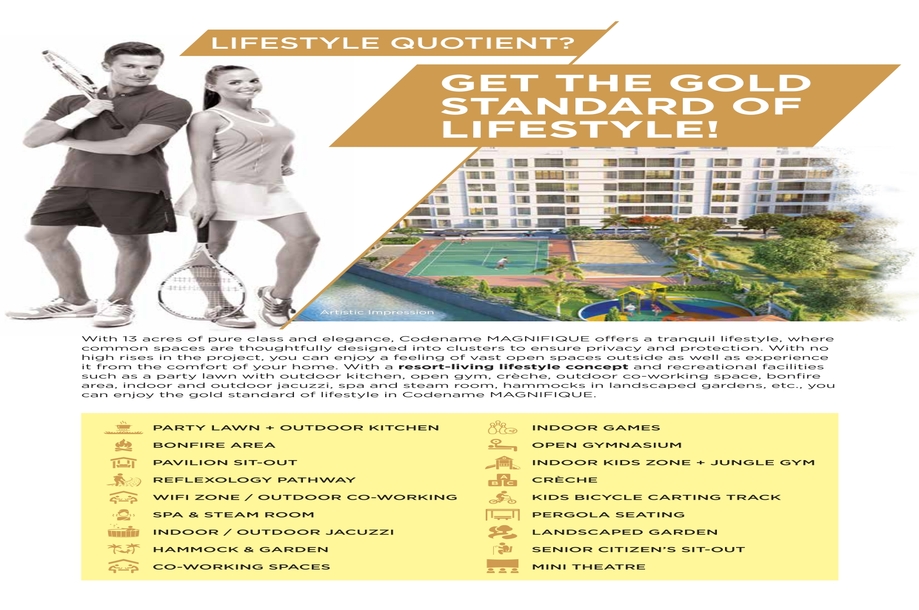 LIFESTYLE QUOTIENT?
GET THE GOLD
STANDARD OF
LIFESTYLE!
Artistic Impression
With 13 acres of pure class and elegance, Codename MAGNIFIQUE offers a tranquil lifestyle, where
common spaces are thoughtfully designed into clusters to ensure privacy and protection. With no
high rises in the project, you can enjoy a feeling of vast open spaces outside as well as experience
it from the comfort of your home. With a resort-living lifestyle concept and recreational facilities
such as a party lawn with outdoor kitchen, open gym, crèche, outdoor co-working space, bonfire
area, indoor and outdoor jacuzzi, spa and steam room, hammocks in landscaped gardens, etc., you
can enjoy the gold standard of lifestyle in Codename MAGNIFIQUE.
PARTY LAWN + OUTDOOR KITCHEN
BONFIRE AREA
PAVILION SIT-OUT
REFLEXOLOGY PATHWAY
WIFI ZONE / OUTDOOR CO-WORKING
SPA & STEAM ROOM
INDOOR / OUTDOOR JACUZZI
HAMMOCK & GARDEN
CO-WORKING SPACES
INDOOR GAMES
OPEN GYMNASIUM
INDOOR KIDS ZONE + JUNGLE GYM
CRÈCHE
KIDS BICYCLE CARTING TRACK
PERGOLA SEATING
LANDSCAPED GARDEN
SENIOR CITIZEN'S SIT-OUT
MINI THEATRE